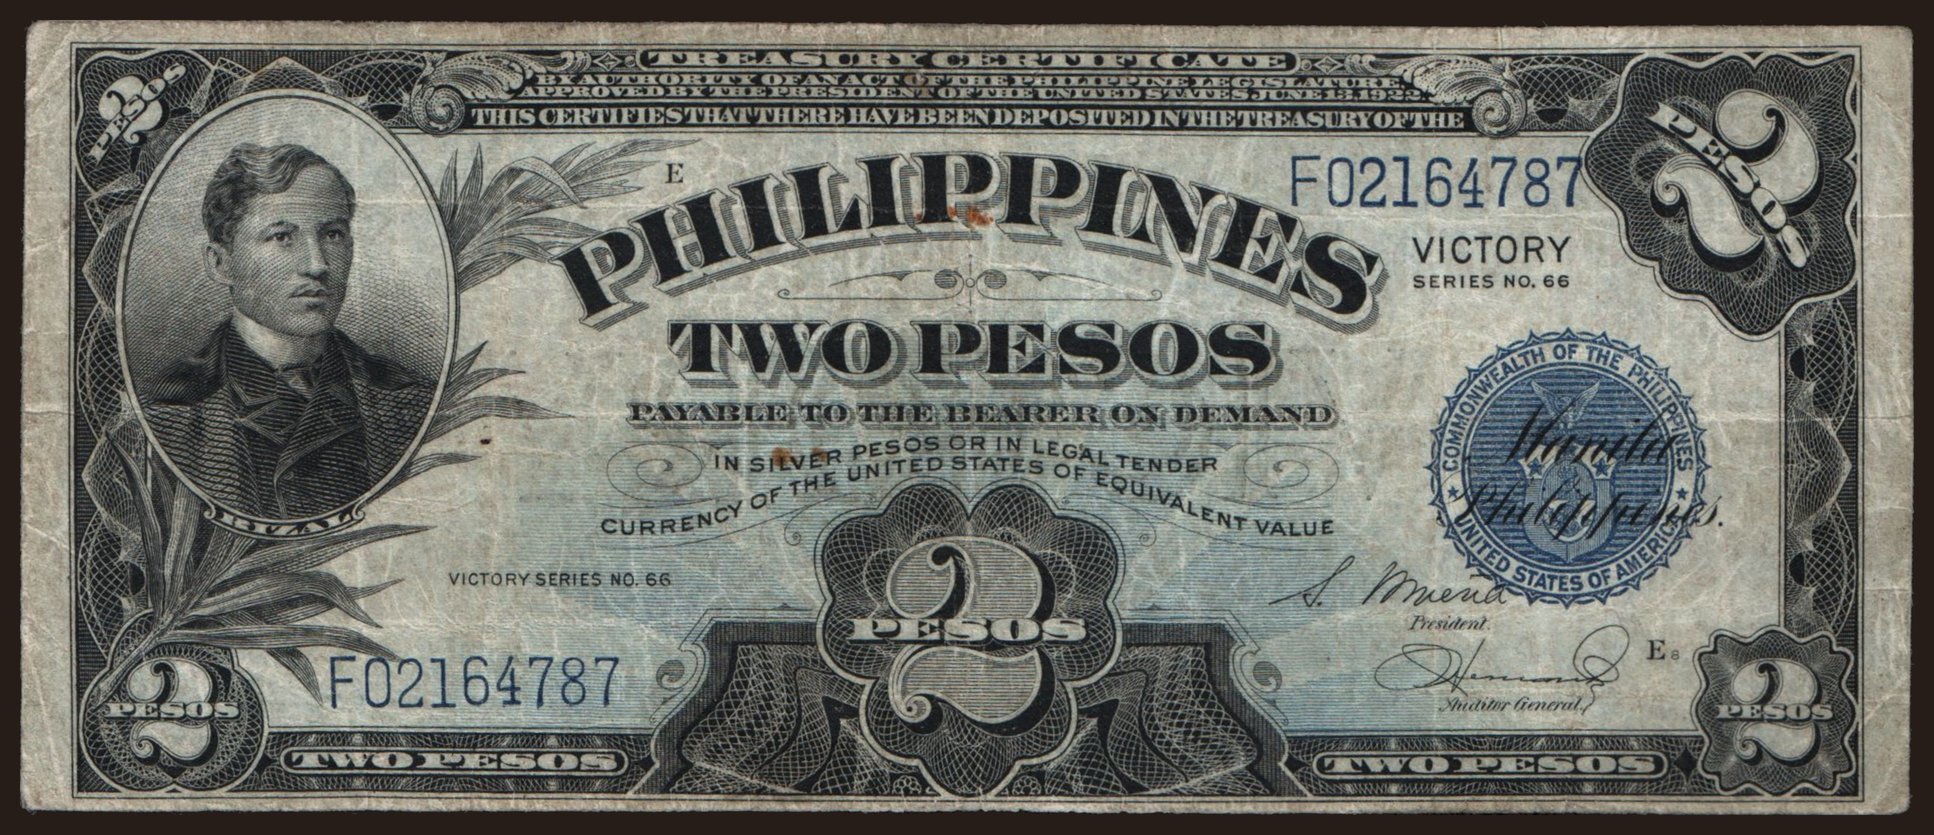 TREASURY CERTIFICATE
BY AUTHORITY OF AN ACT OF THE PHILIPPINE LEGISLATURE,
APPROVED BY THE PRESIDENT OF THE UNITED STATES JUNE 13, 1922
THIS CERTIFIES THAT THERE HAVE BEEN DEPOSITED IN THE TREASURY OF THE
2 PESOS
2 PESOS
E
F02164787
PHILIPPINES
VICTORY
SERIES NO. 66
TWO PESOS
PAYABLE TO THE BEARER ON DEMAND
IN SILVER PESOS OR IN LEGAL TENDER
CURRENCY OF THE UNITED STATES OF EQUIVALENT VALUE
COMMONWEALTH OF THE PHILIPPINES
Manila
Philippines.
UNITED STATES OF AMERICA
RIZAL
VICTORY SERIES NO. 66
S. Osmeña
President.
E8
Auditor General.
F02164787
2 PESOS
2 PESOS
2 PESOS
TWO PESOS
TWO PESOS